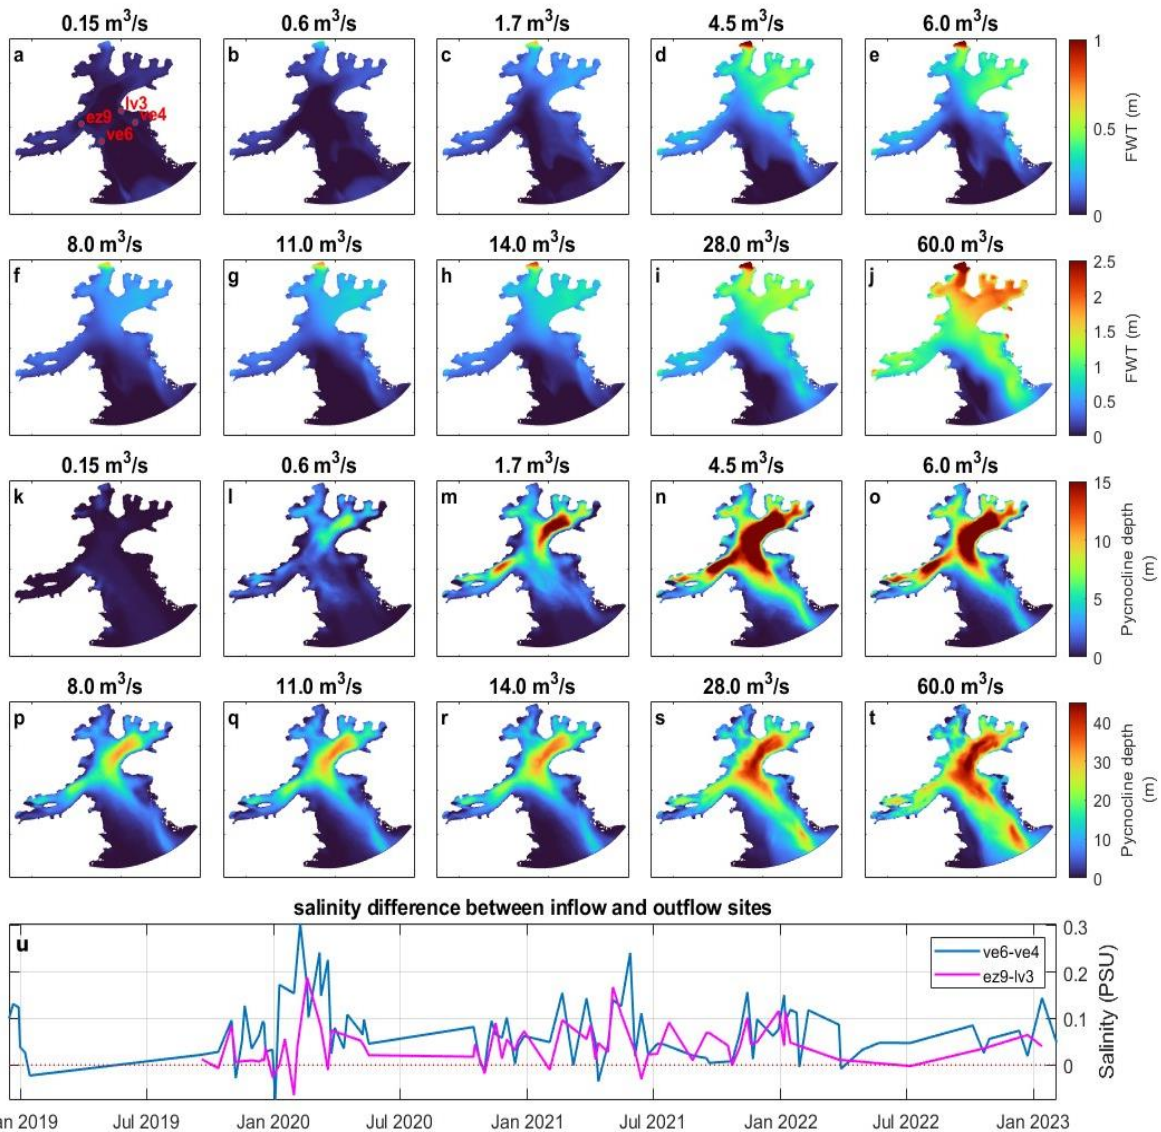 0.15 m³/s 0.6 m³/s 1.7 m³/s 4.5 m³/s 6.0 m³/s
a b c d e
lv3
ez9 ve4
ve6
1
0.5
0
FWT (m)
8.0 m³/s 11.0 m³/s 14.0 m³/s 28.0 m³/s 60.0 m³/s
f g h i j
2.5
2
1.5
1
0.5
0
FWT (m)
0.15 m³/s 0.6 m³/s 1.7 m³/s 4.5 m³/s 6.0 m³/s
k l m n o
15
10
5
0
Pycnocline depth
(m)
8.0 m³/s 11.0 m³/s 14.0 m³/s 28.0 m³/s 60.0 m³/s
p q r s t
40
30
20
10
0
Pycnocline depth
(m)
salinity difference between inflow and outflow sites
u
ve6-ve4
ez9-lv3
0.3
0.2
0.1
0
Salinity (PSU)
an 2019 Jul 2019 Jan 2020 Jul 2020 Jan 2021 Jul 2021 Jan 2022 Jul 2022 Jan 2023